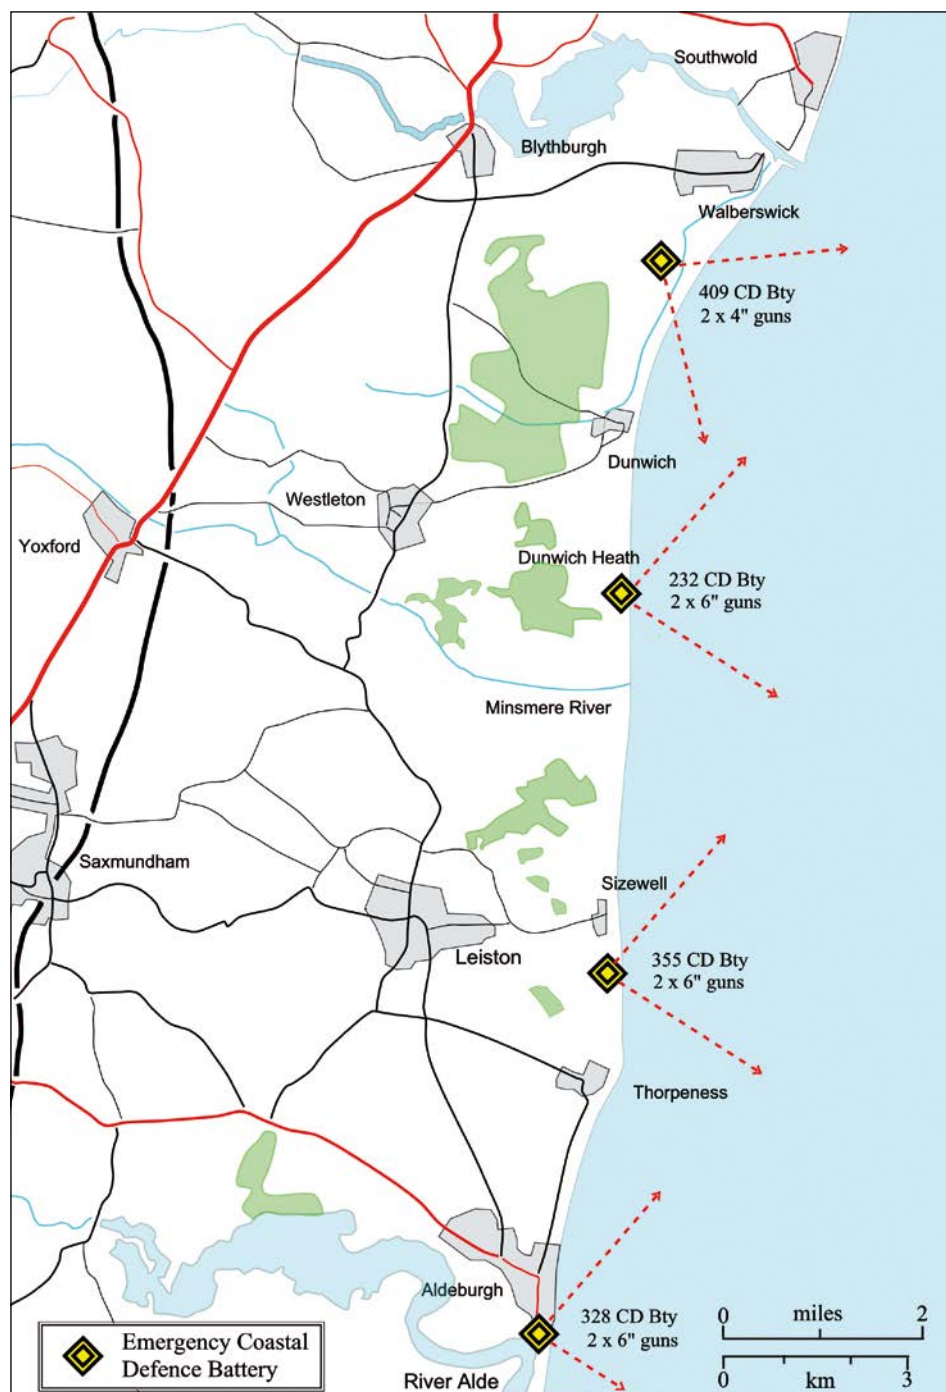 Southwold
Blythburgh
Walberswick
409 CD Bty
2 x 4" guns
Dunwich
Westleton
Yoxford
Dunwich Heath
232 CD Bty
2 x 6" guns
Minsmere River
Saxmundham
Sizewell
Leiston
355 CD Bty
2 x 6" guns
Thorpeness
Aldeburgh
328 CD Bty
2 x 6" guns
0 miles 2
Emergency Coastal
Defence Battery
River Alde
0 km 3